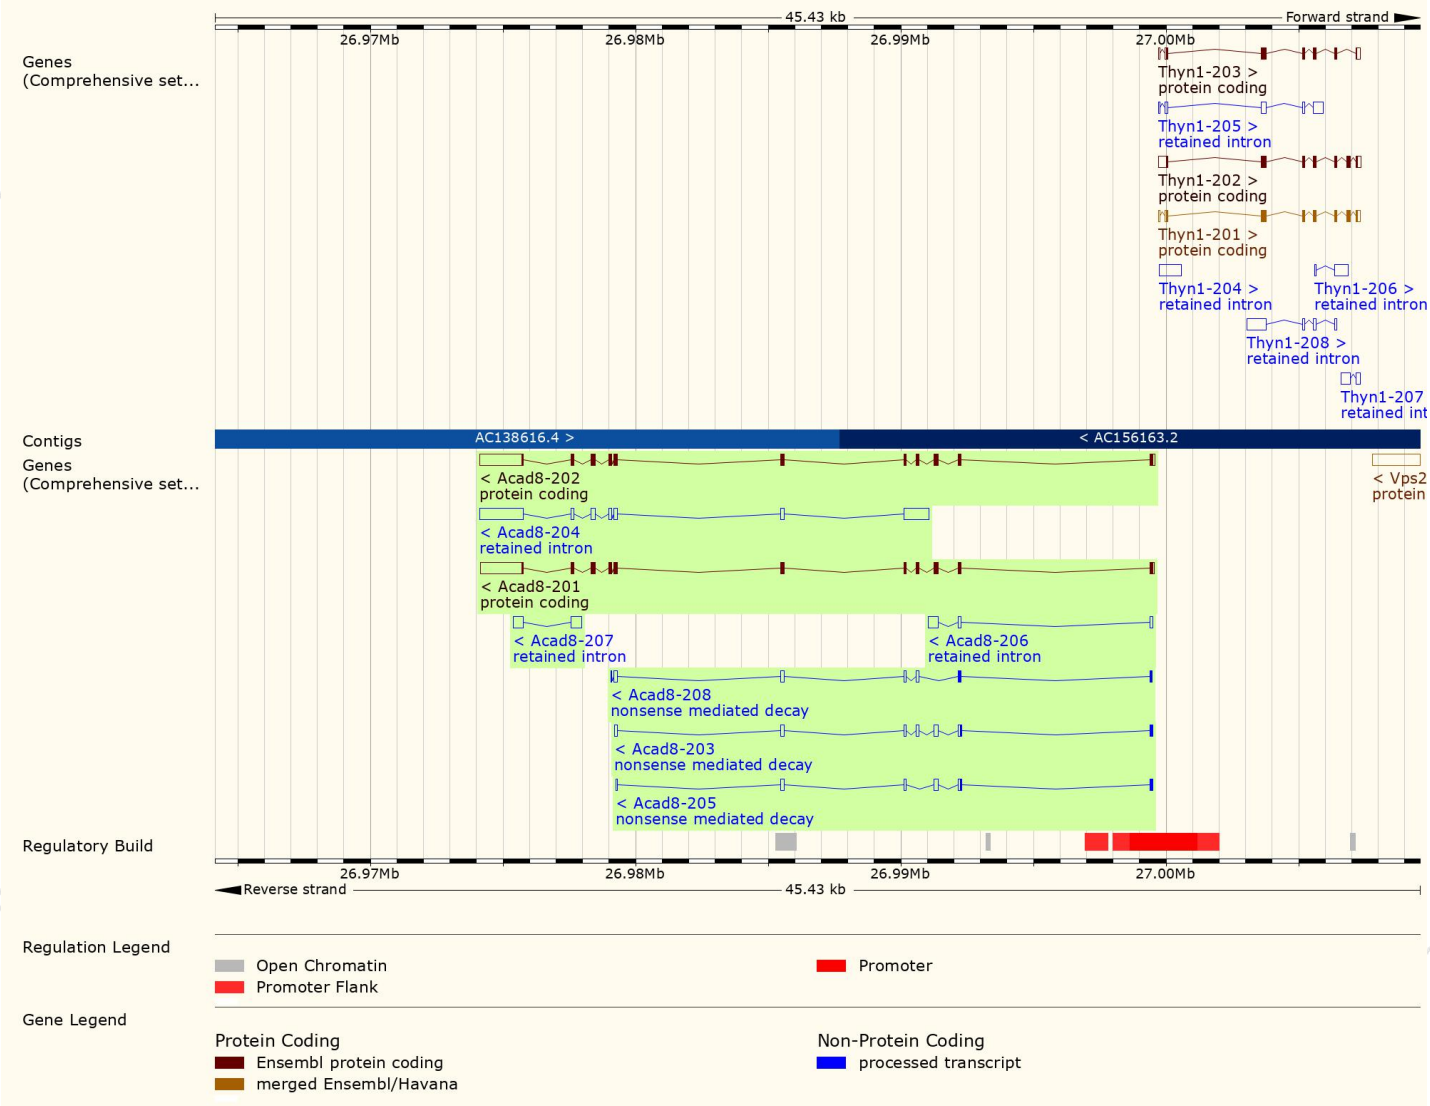 45.43 kb
Forward strand
26.97Mb 26.98Mb 26.99Mb 27.00Mb
Genes
(Comprehensive set...
Thyn1-203 >
protein coding
Thyn1-205 >
retained intron
Thyn1-202 >
protein coding
Thyn1-201 >
protein coding
Thyn1-204 > Thyn1-206 >
retained intron retained intron
Thyn1-208 >
retained intron
Thyn1-207
retained int
Contigs
AC138616.4 > < AC156163.2
Genes
(Comprehensive set...
< Acad8-202 < Vps2
protein coding protein
< Acad8-204
retained intron
< Acad8-201
protein coding
< Acad8-207 < Acad8-206
retained intron retained intron
< Acad8-208
nonsense mediated decay
< Acad8-203
nonsense mediated decay
< Acad8-205
nonsense mediated decay
Regulatory Build
26.97Mb 26.98Mb 26.99Mb 27.00Mb
Reverse strand 45.43 kb
Regulation Legend
Open Chromatin Promoter
Promoter Flank
Gene Legend
Protein Coding Non-Protein Coding
Ensembl protein coding processed transcript
merged Ensembl/Havana